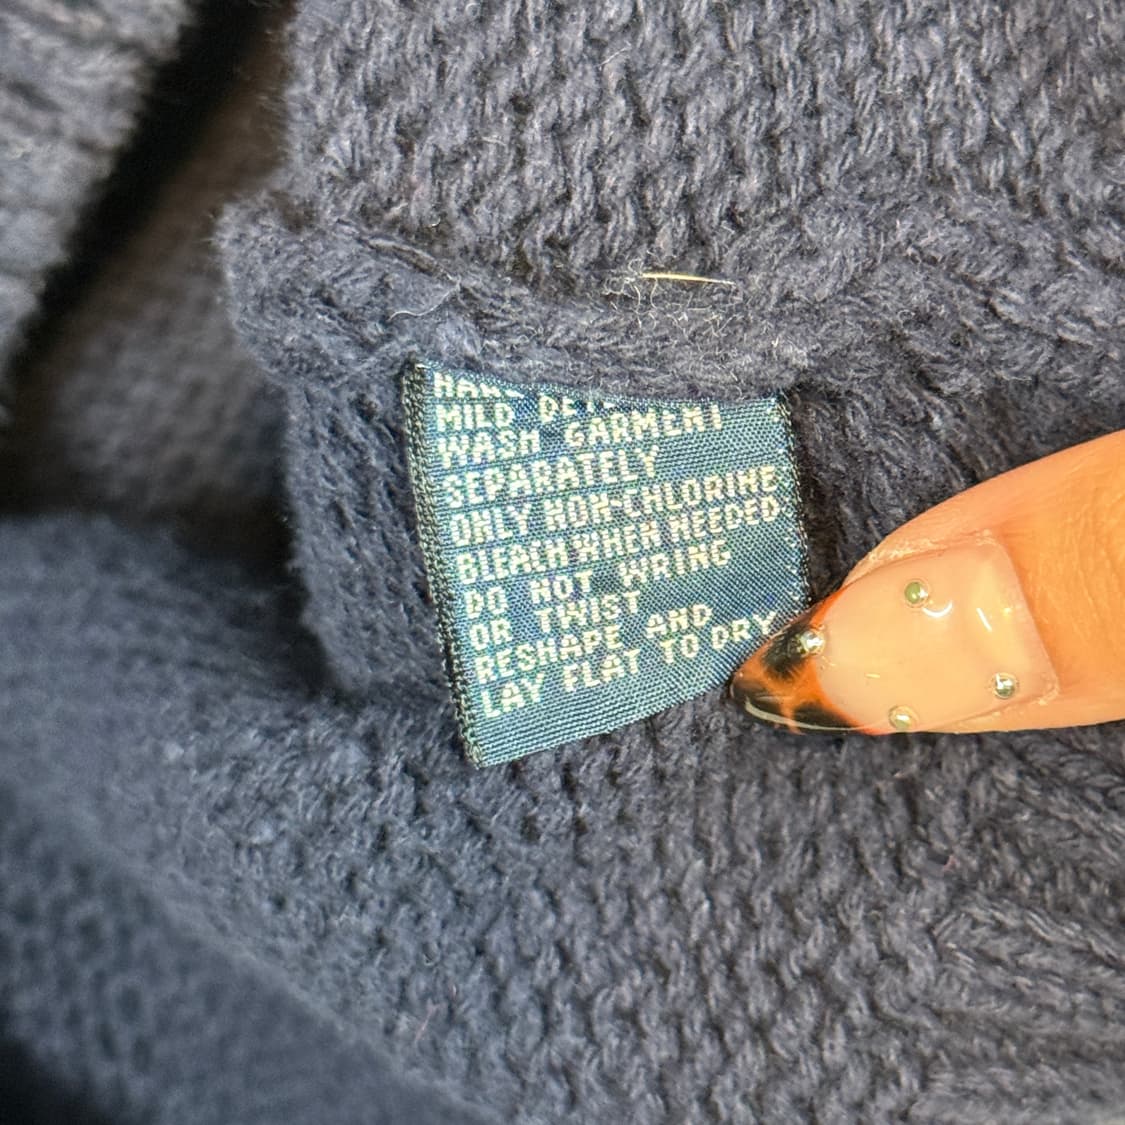 MILD
WASH GARMENT
SEPARATELY
ONLY NON-CHLORINE
BLEACH WHEN NEEDED
DO NOT WRING
OR TWIST
RESHAPE AND
LAY FLAT TO DRY